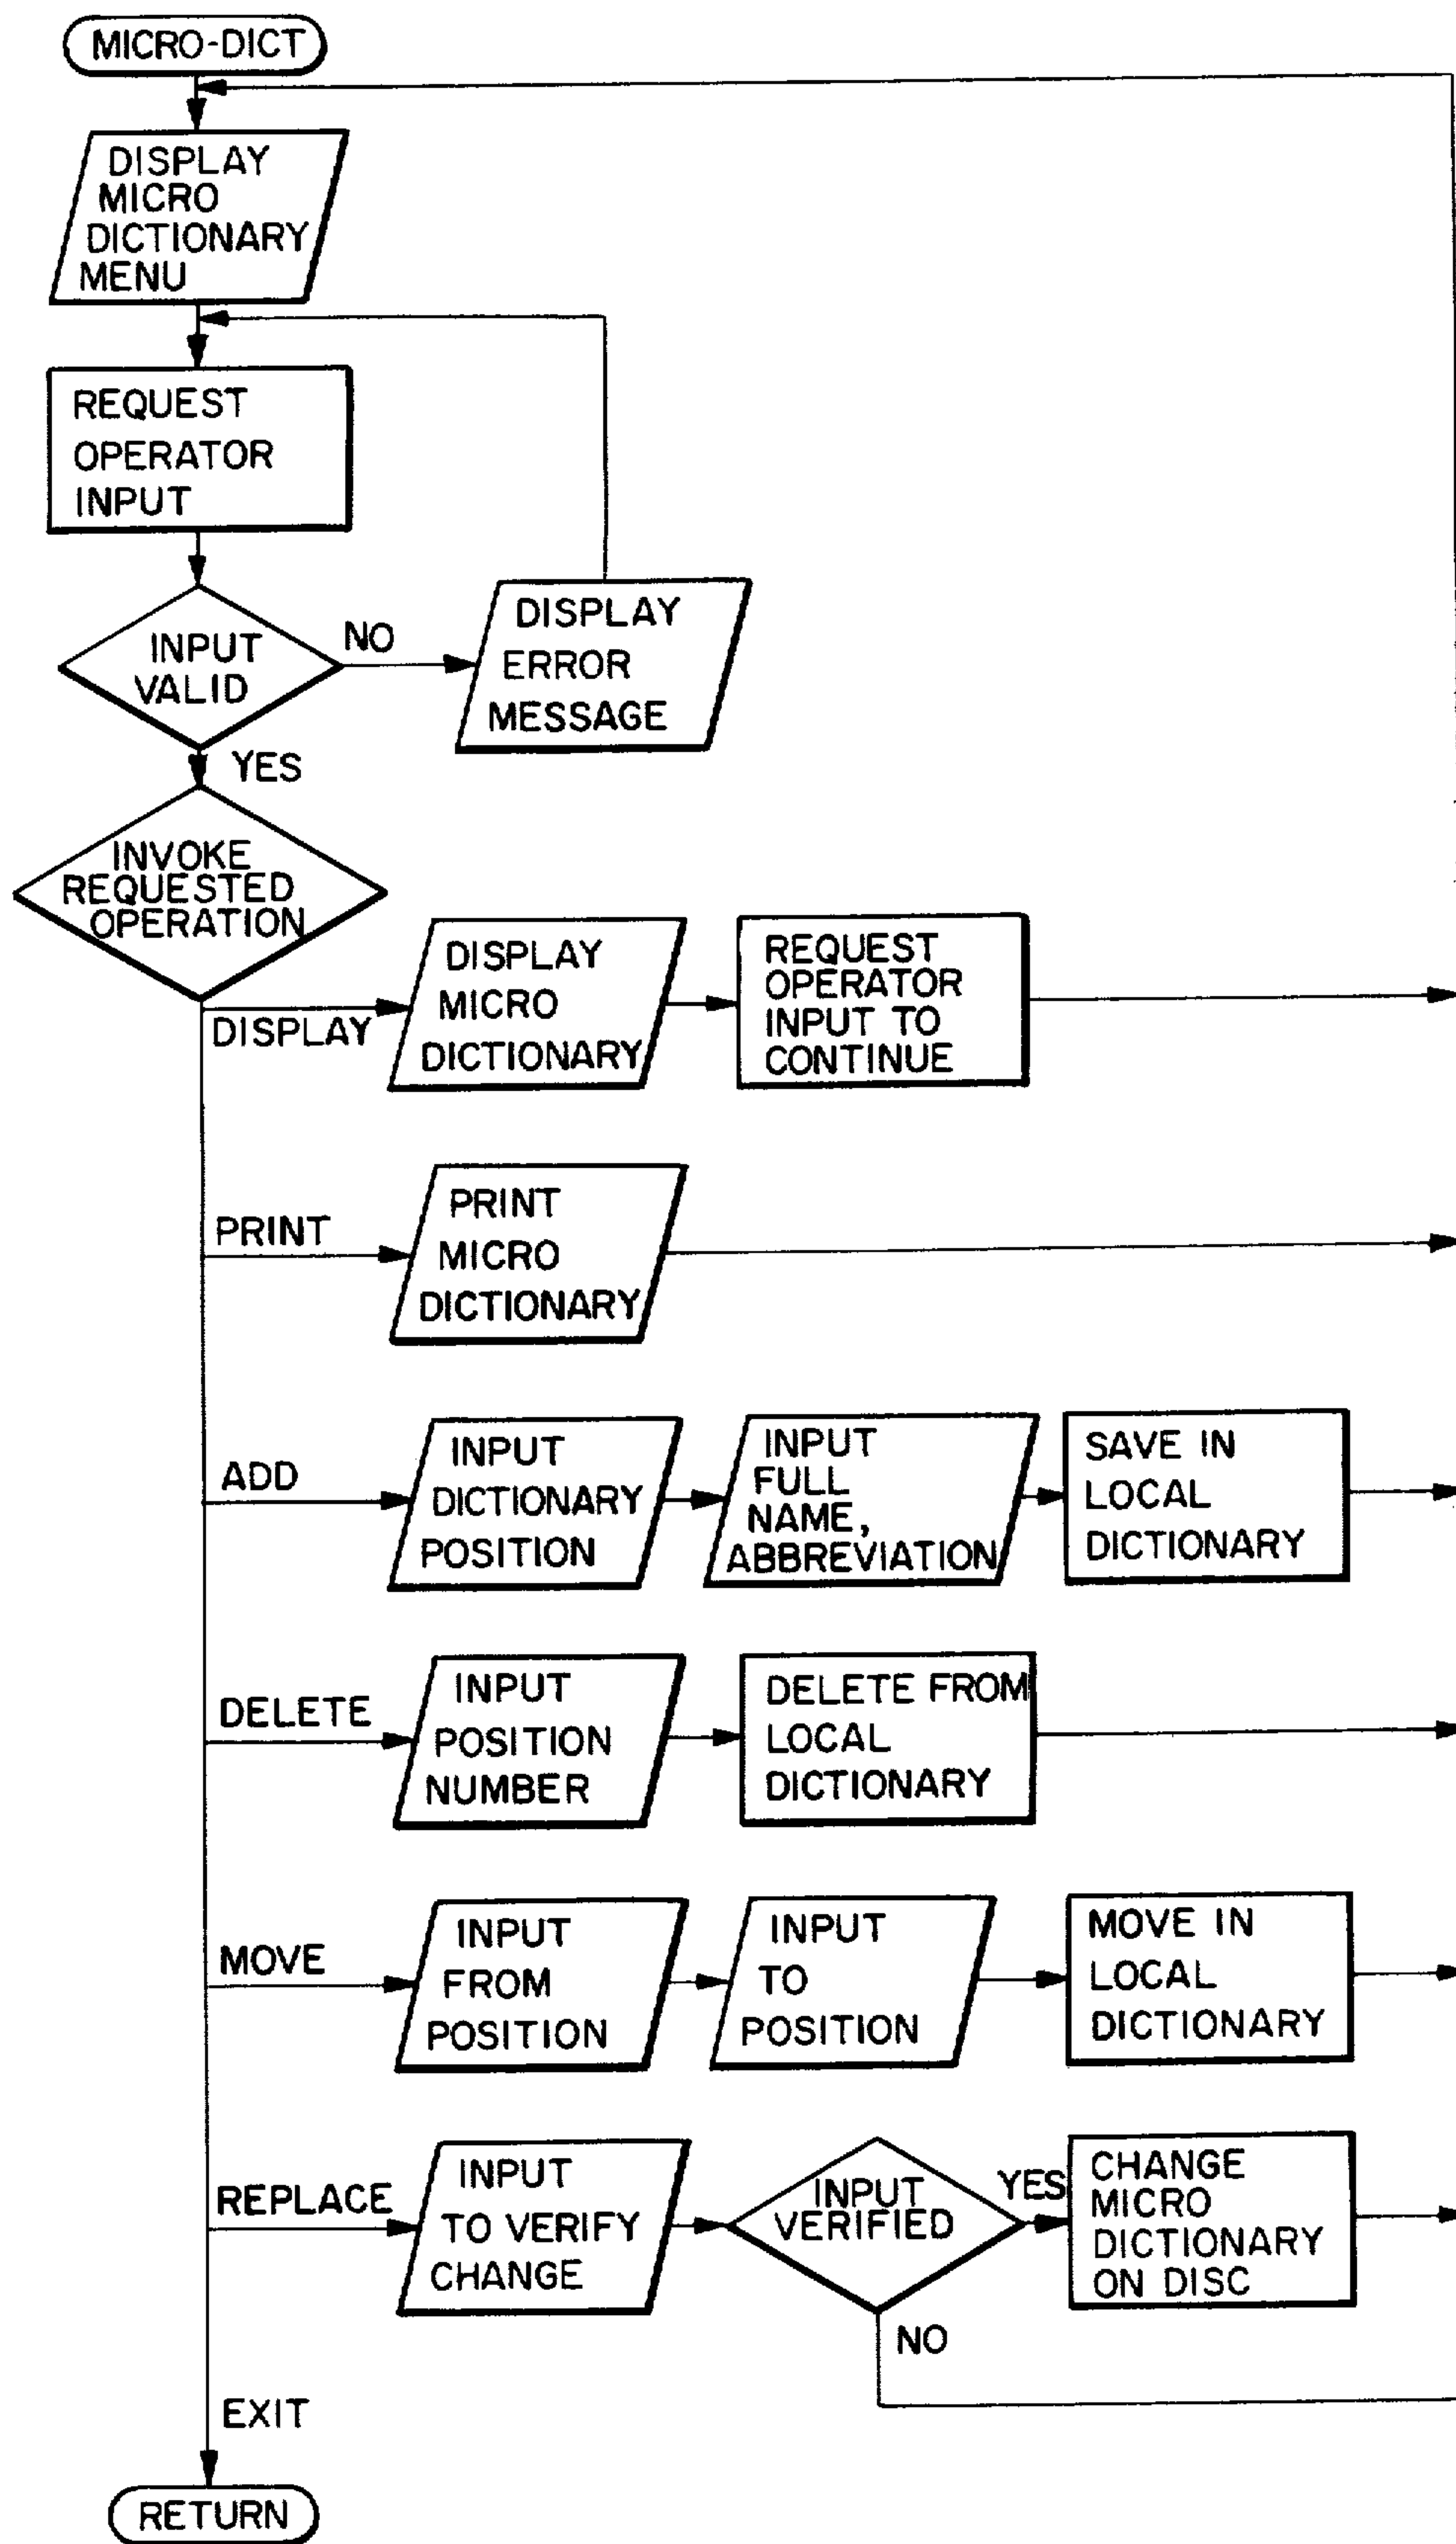 MICRO-DICT
DISPLAY
MICRO
DICTIONARY
MENU
REQUEST
OPERATOR
INPUT
INPUT
VALID
NO
DISPLAY
ERROR
MESSAGE
YES
INVOKE
REQUESTED
OPERATION
DISPLAY
DISPLAY
MICRO
DICTIONARY
REQUEST
OPERATOR
INPUT TO
CONTINUE
PRINT
PRINT
MICRO
DICTIONARY
ADD
INPUT
DICTIONARY
POSITION
INPUT
FULL
NAME,
ABBREVIATION
SAVE IN
LOCAL
DICTIONARY
DELETE
INPUT
POSITION
NUMBER
DELETE FROM
LOCAL
DICTIONARY
MOVE
INPUT
FROM
POSITION
INPUT
TO
POSITION
MOVE IN
LOCAL
DICTIONARY
REPLACE
INPUT
TO VERIFY
CHANGE
INPUT
VERIFIED
YES
CHANGE
MICRO
DICTIONARY
ON DISC
NO
EXIT
RETURN